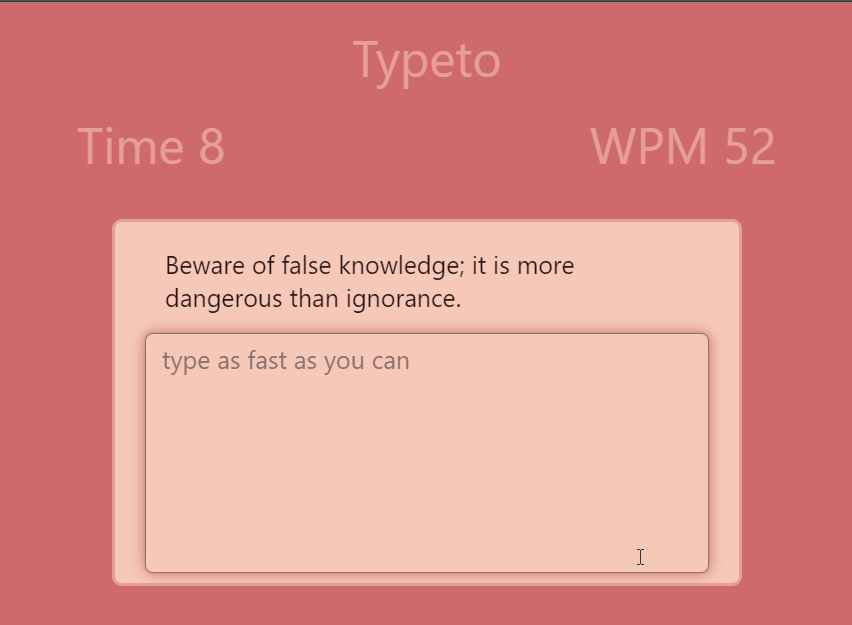 Typeto
Time 8
WPM 52
Beware of false knowledge; it is more
dangerous than ignorance.
type as fast as you can